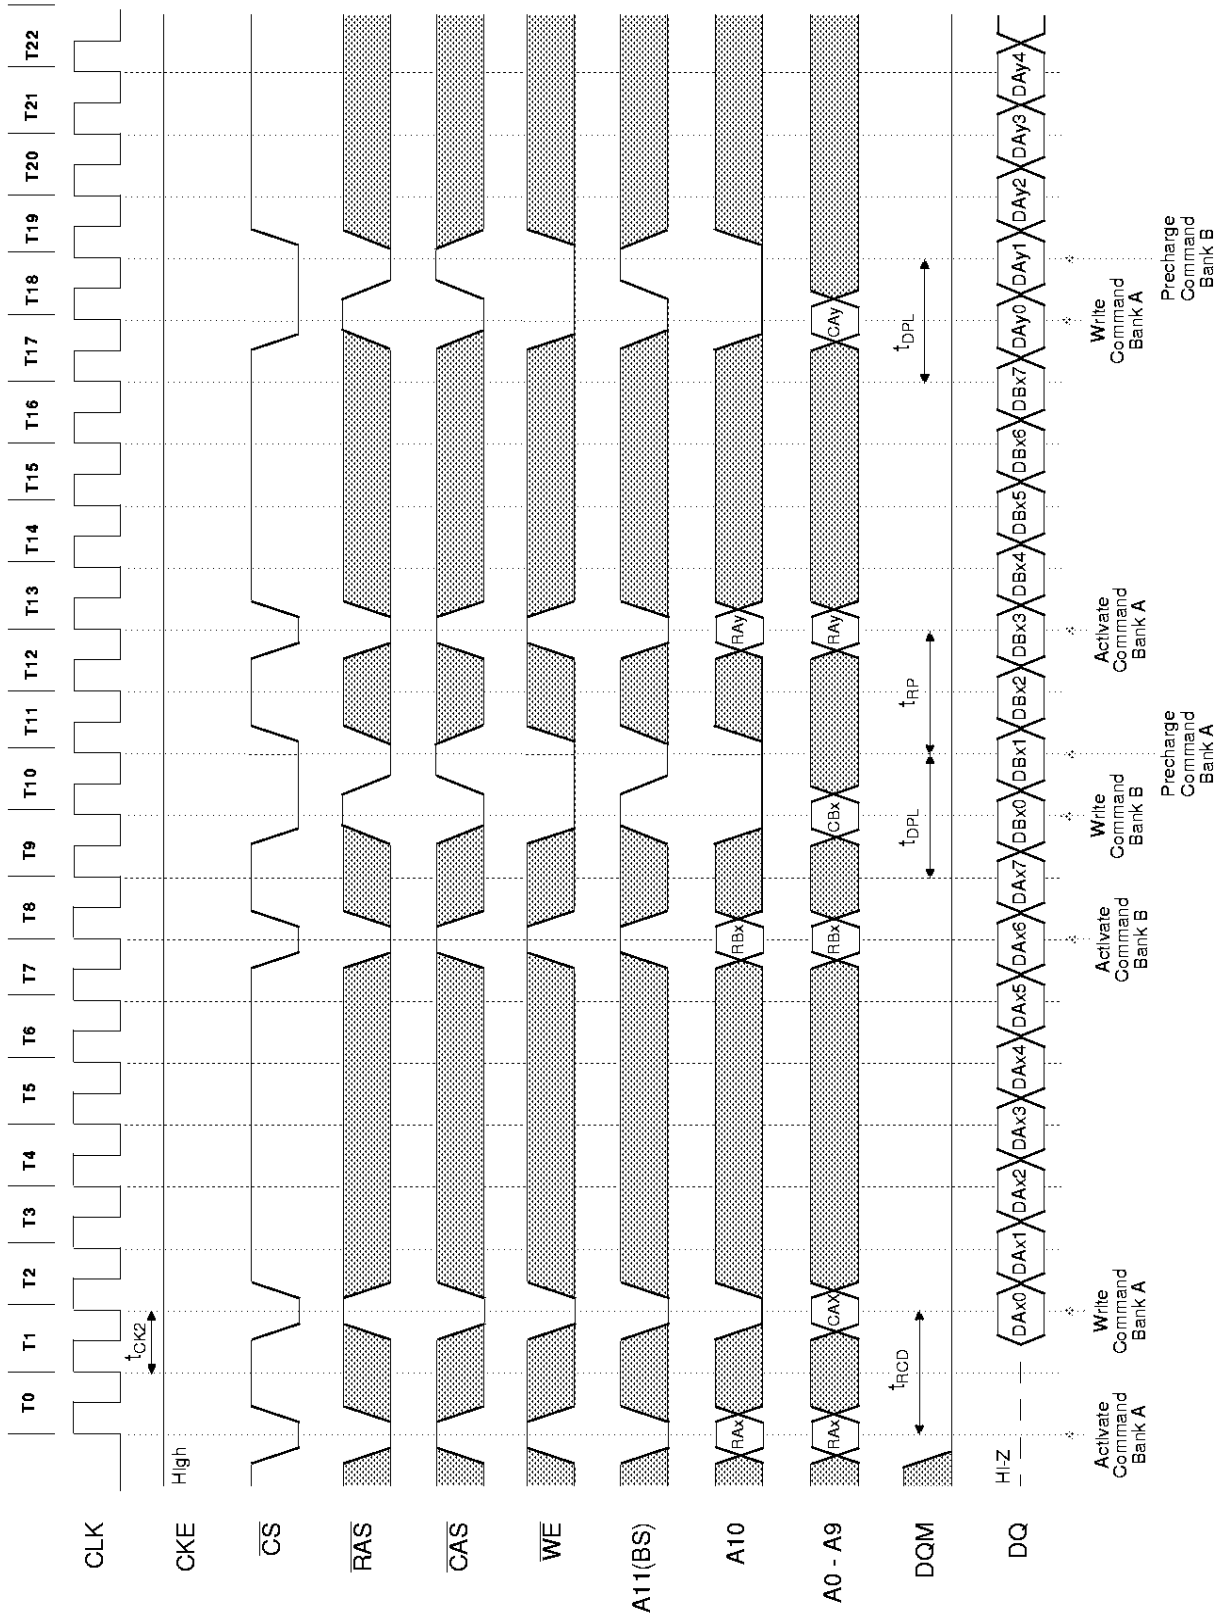 T0 T1 T2 T3 T4 T5 T6 T7 T8 T9 T10 T11 T12 T13 T14 T15 T16 T17 T18 T19 T20 T21 T22
CLK
tCK2
CKE
High
CS
RAS
CAS
WE
A11(BS)
A10
RAx RBx RAy
A0 - A9
RAx CAX RBx CBx RAy CAy
DQM
tRCD tDPL tRP tDPL
DQ
HI-Z
DAx0 DAx1 DAx2 DAx3 DAx4 DAx5 DAx6 DAx7 DBx0 DBx1 DBx2 DBx3 DBx4 DBx5 DBx6 DBx7 DAy0 DAy1 DAy2 DAy3 DAy4
Activate
Command
Bank A
Write
Command
Bank A
Activate
Command
Bank B
Write
Command
Bank B
Precharge
Command
Bank A
Activate
Command
Bank A
Write
Command
Bank A
Precharge
Command
Bank B